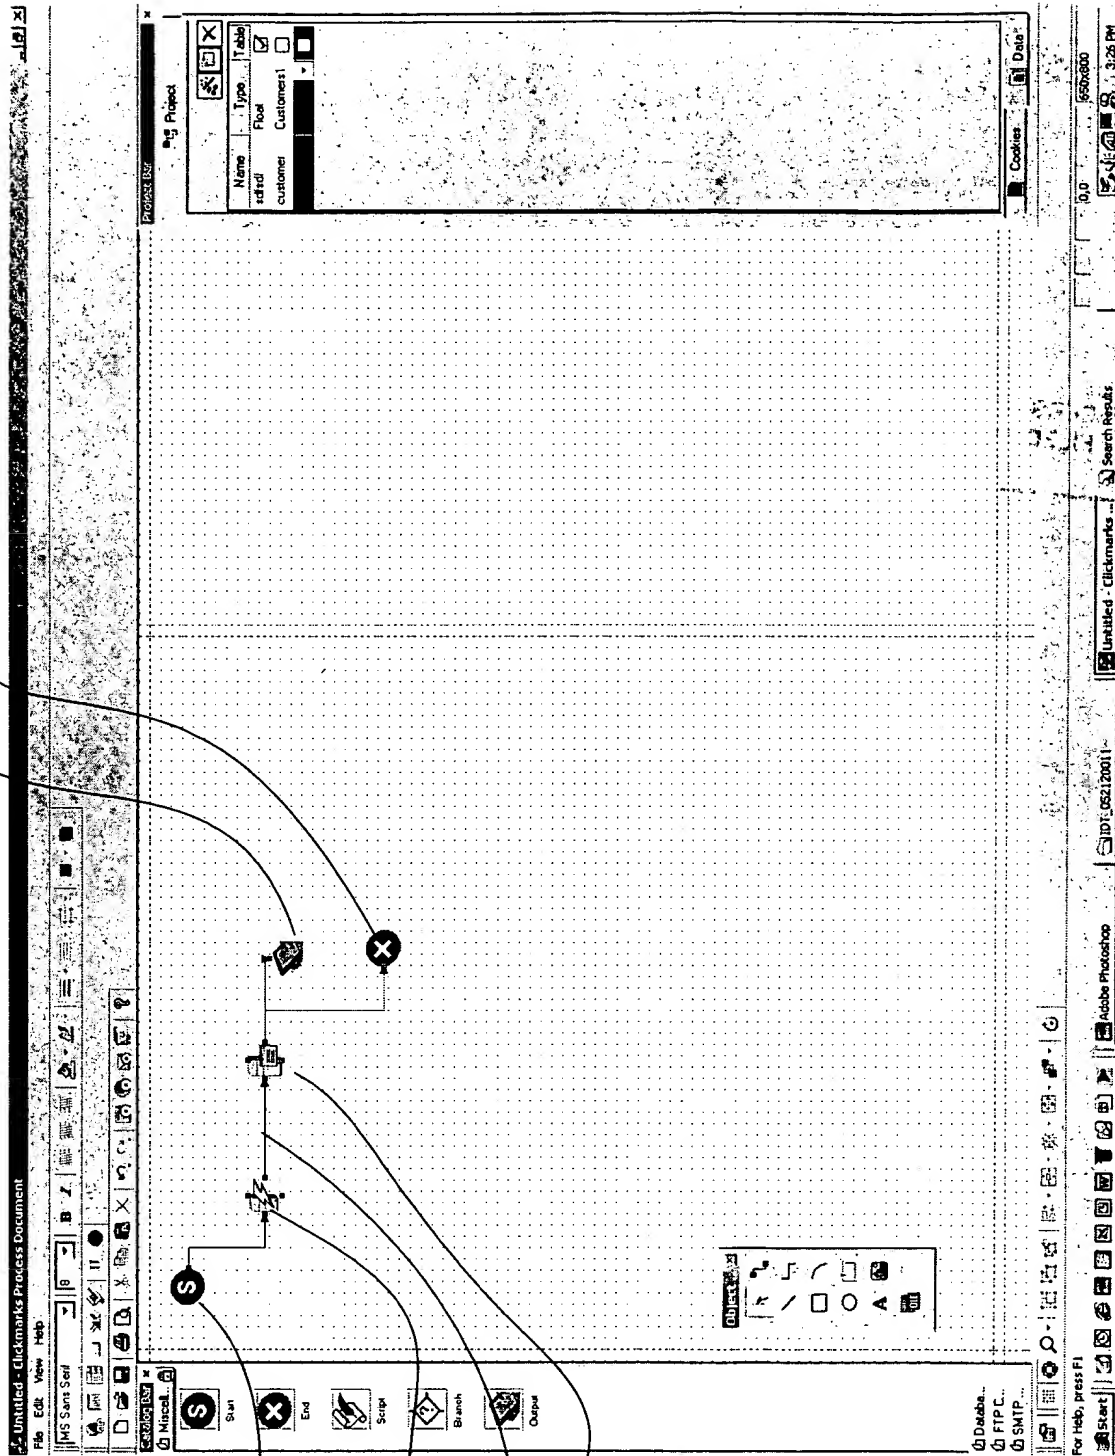 Untitled - Clickmarks Process Document
File Edit View Help
MS Sans Serif 8 B I
Catalog Bar
Miscell...
S
Start
End
Script
?
Branch
Output
Databa...
FTP C...
SMTP ...
S
Object
A
Project Bar
Project
Name Type Table
sdfsdf Float
customer Customers1
Cookies Data
For Help, press F1
0,0 650x800
Start
Adobe Photoshop
IDT_05212001
Untitled - Clickmarks ...
Search Results
3:26 PM